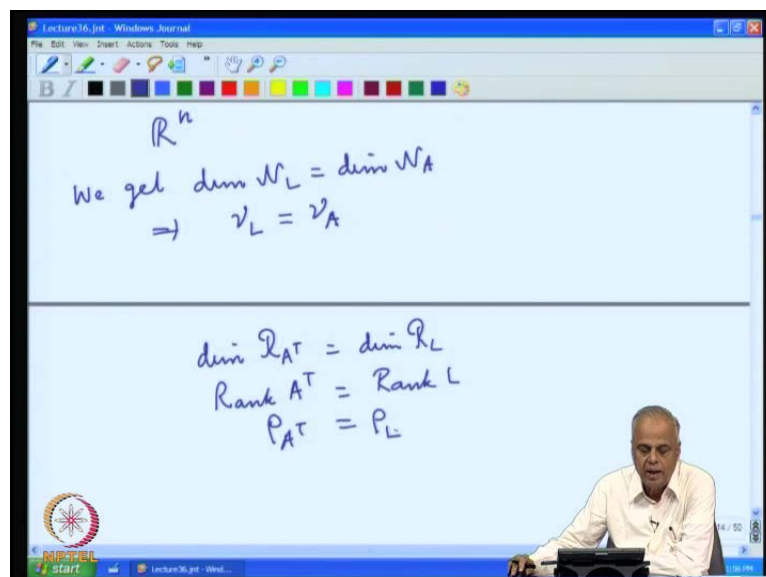 Lecture36.jnt - Windows Journal
File Edit View Insert Actions Tools Help
B I
ℝⁿ
We get dim 𝒩_L = dim 𝒩_A
⇒ ν_L = ν_A
dim ℛ_{A^T} = dim ℛ_L
Rank A^T = Rank L
ρ_{A^T} = ρ_L
NPTEL
start Lecture36.jnt - Wind...